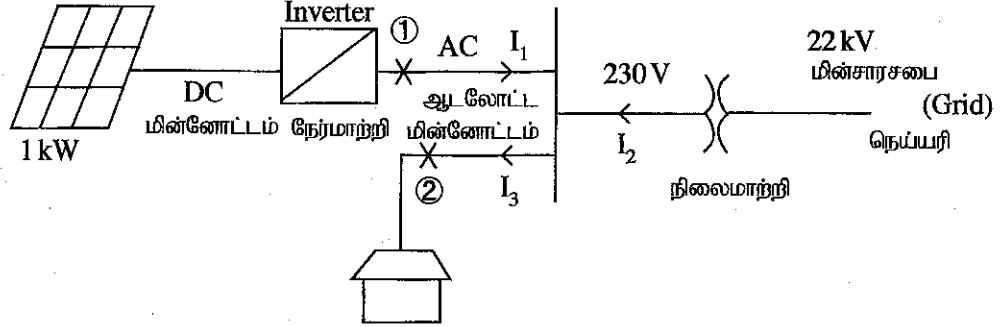 Inverter
①
AC
I₁
22 kV
230 V
மின்சாரசபை
(Grid)
DC
ஆடலோட்ட
மின்னோட்டம்
நேர்மாற்றி
மின்னோட்டம்
நெய்யரி
1 kW
I₂
②
I₃
நிலைமாற்றி